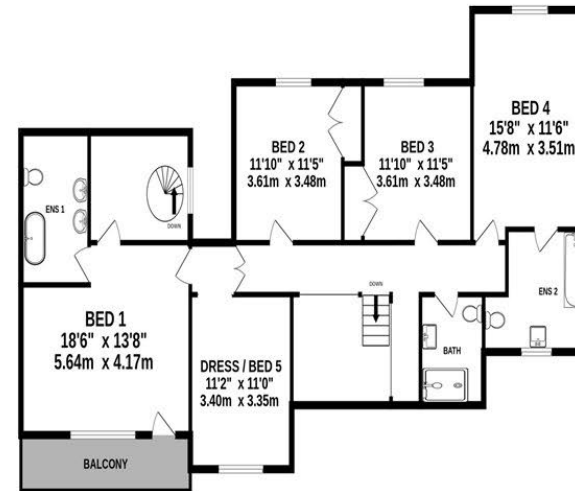 BED 4
15'8" x 11'6"
4.78m x 3.51m
BED 2
11'10" x 11'5"
3.61m x 3.48m
BED 3
11'10" x 11'5"
3.61m x 3.48m
ENS 1
DOWN
DOWN
ENS 2
BED 1
18'6" x 13'8"
5.64m x 4.17m
DRESS / BED 5
11'2" x 11'0"
3.40m x 3.35m
BATH
BALCONY